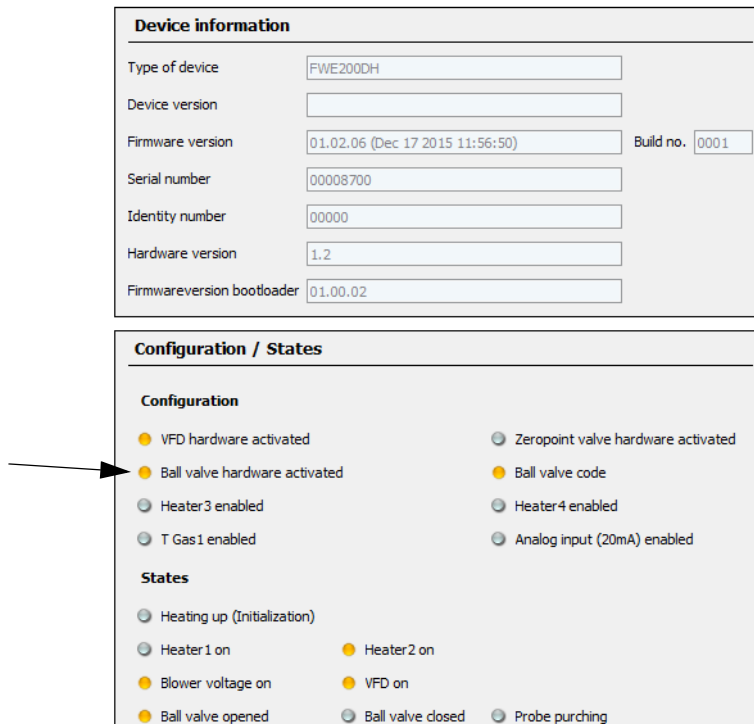 Device information
Type of device FWE200DH
Device version
Firmware version 01.02.06 (Dec 17 2015 11:56:50) Build no. 0001
Serial number 00008700
Identity number 00000
Hardware version 1.2
Firmwareversion bootloader 01.00.02
Configuration / States
Configuration
VFD hardware activated Zeropoint valve hardware activated
Ball valve hardware activated Ball valve code
Heater3 enabled Heater4 enabled
T Gas1 enabled Analog input (20mA) enabled
States
Heating up (Initialization)
Heater1 on Heater2 on
Blower voltage on VFD on
Ball valve opened Ball valve closed Probe purching